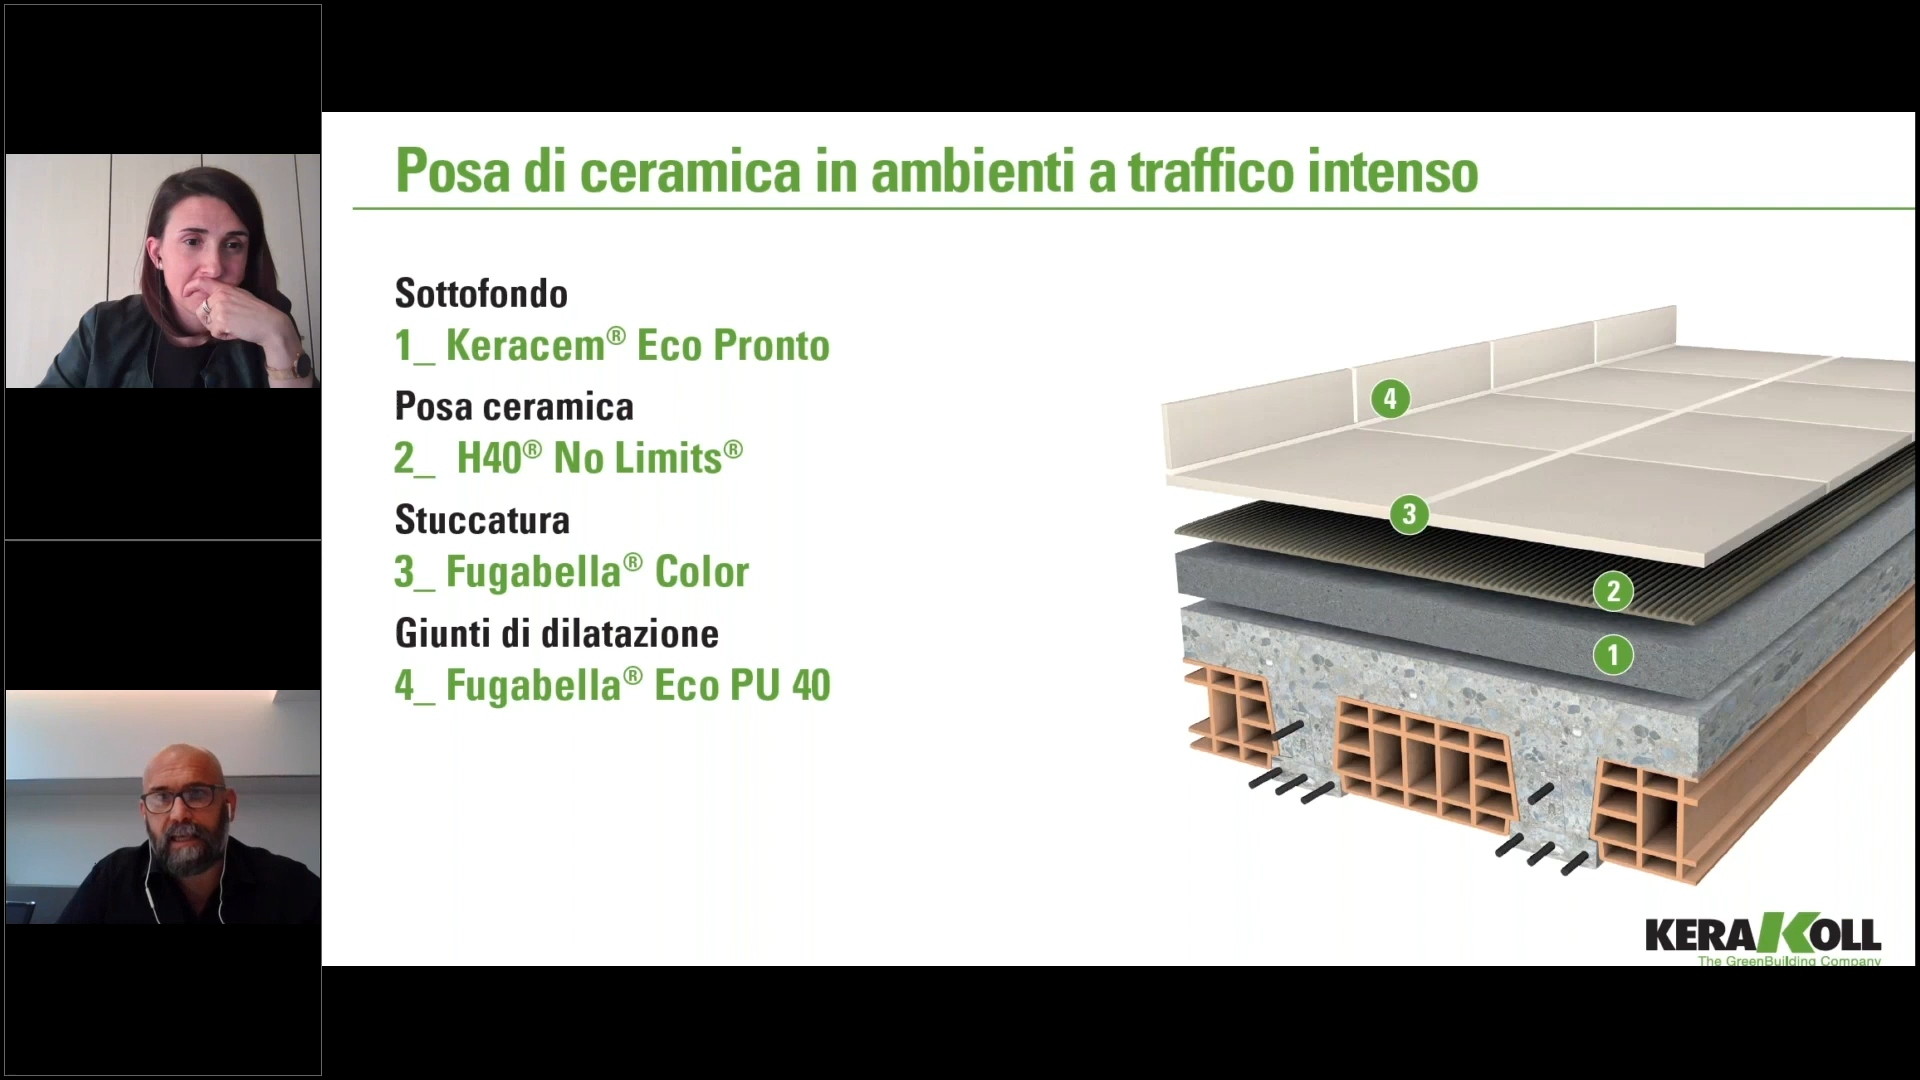 Posa di ceramica in ambienti a traffico intenso
Sottofondo
1_ Keracem® Eco Pronto
Posa ceramica
2_ H40® No Limits®
Stuccatura
3_ Fugabella® Color
Giunti di dilatazione
4_ Fugabella® Eco PU 40
4
3
2
1
KERAKOLL
The GreenBuilding Company